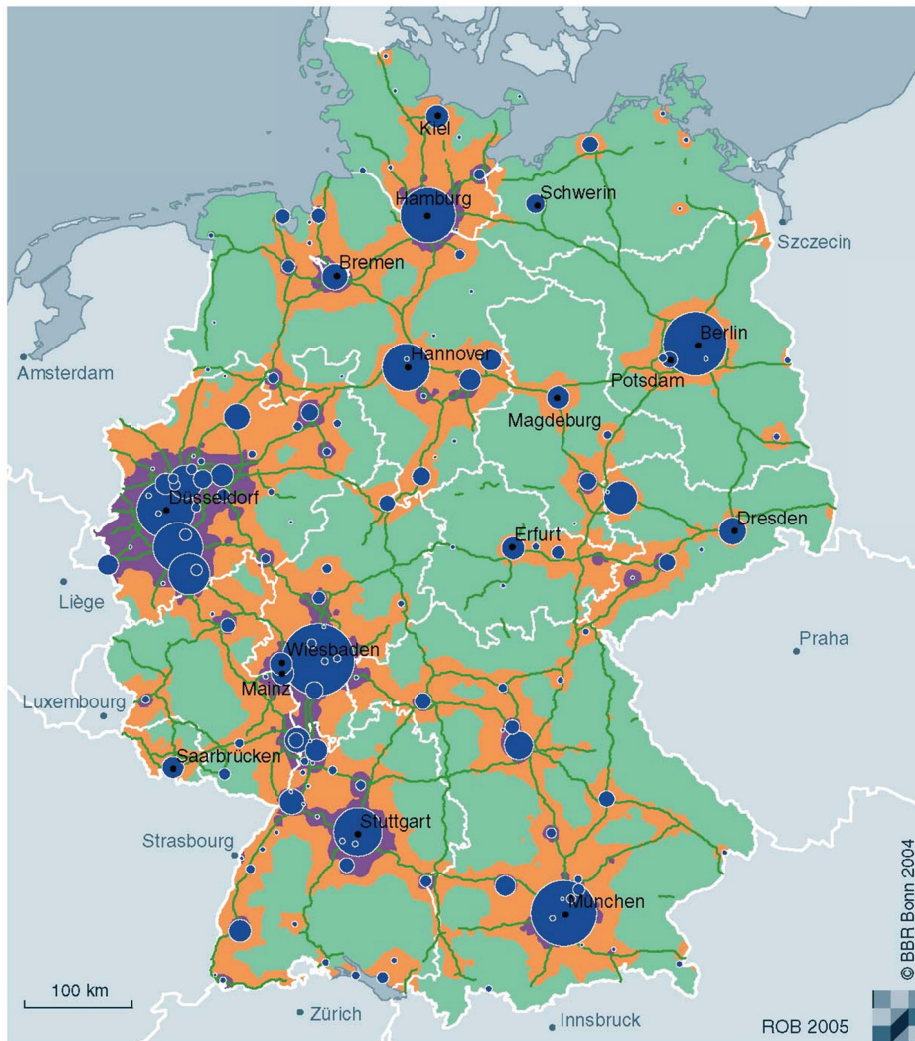 Kiel
Schwerin
Hamburg
Szczecin
Bremen
Berlin
Hannover
Amsterdam
Potsdam
Magdeburg
Düsseldorf
Dresden
Erfurt
Liège
Praha
Wiesbaden
Mainz
Luxembourg
Saarbrücken
Stuttgart
Strasbourg
München
© BBR Bonn 2004
100 km
Zürich
Innsbruck
ROB 2005